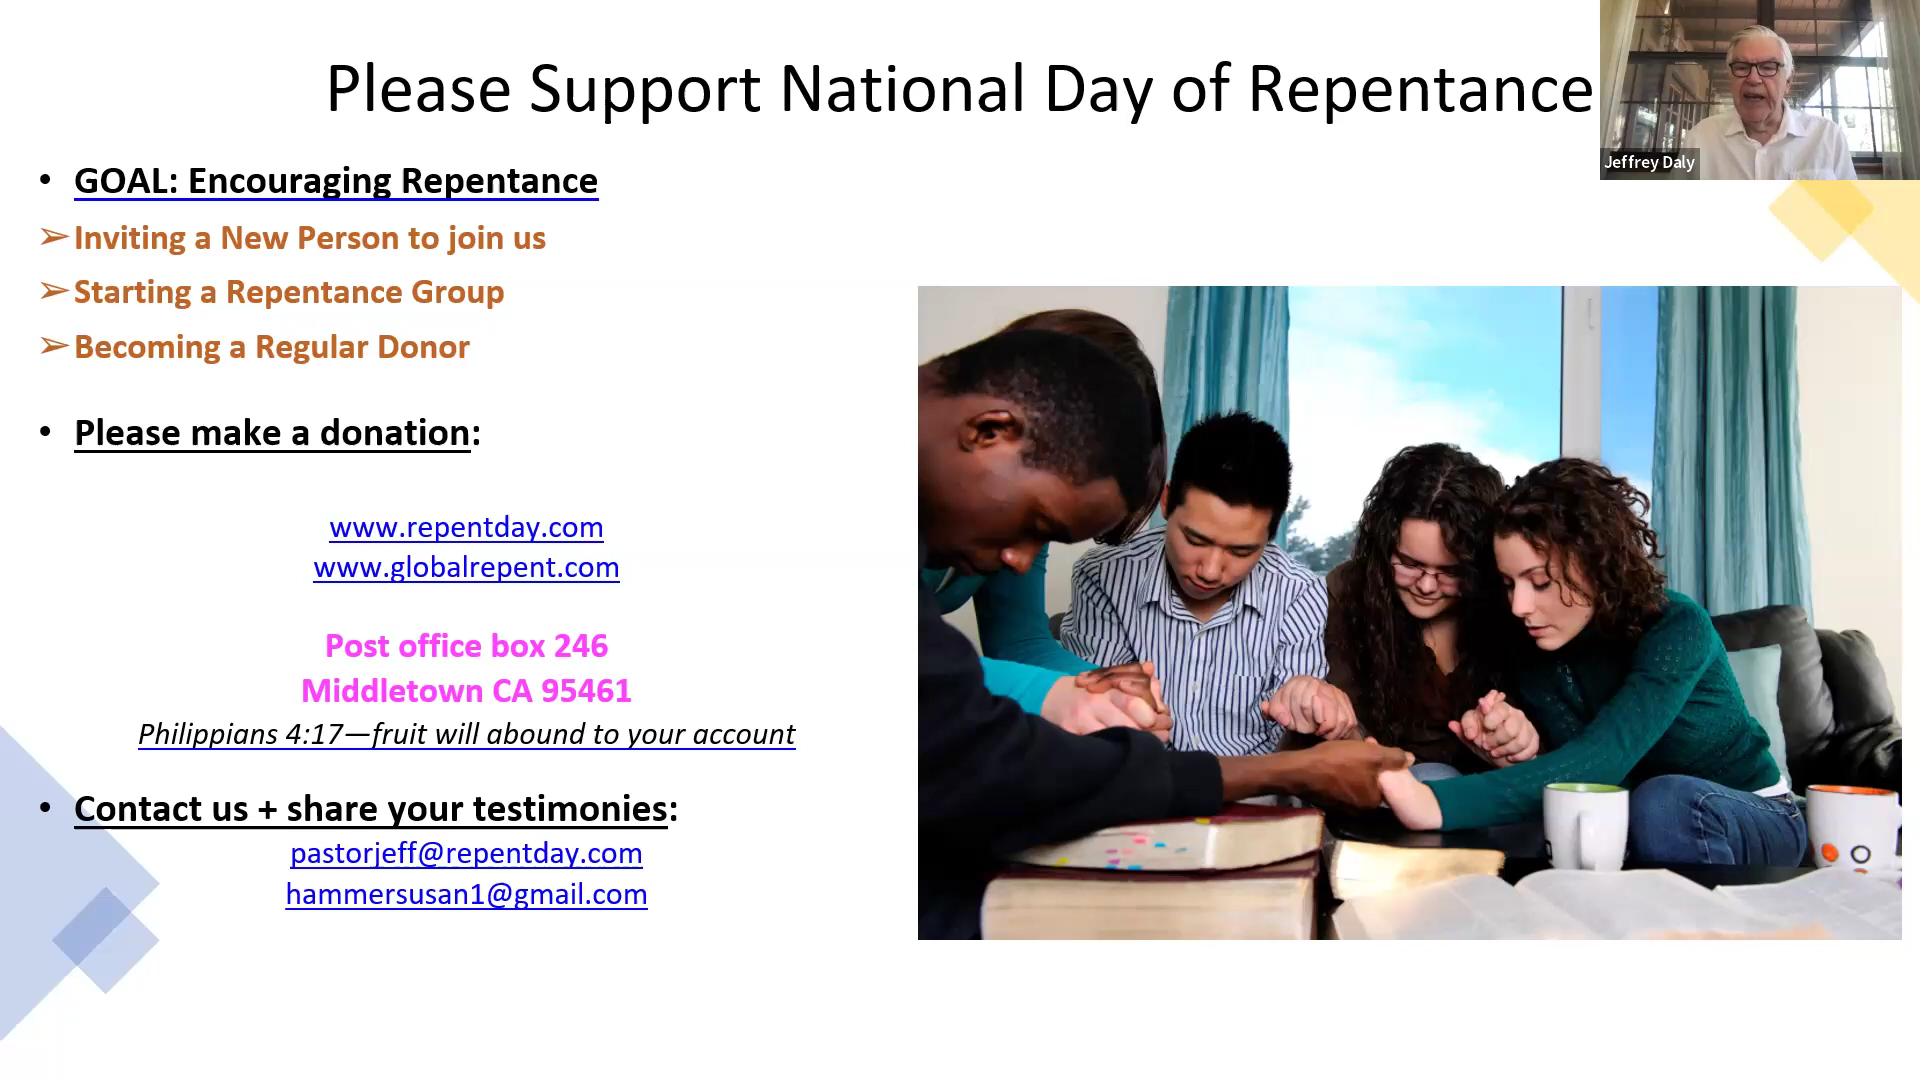 Please Support National Day of Repentance
Jeffrey Daly
• GOAL: Encouraging Repentance
➢Inviting a New Person to join us
➢Starting a Repentance Group
➢Becoming a Regular Donor
• Please make a donation:
www.repentday.com
www.globalrepent.com
Post office box 246
Middletown CA 95461
Philippians 4:17—fruit will abound to your account
• Contact us + share your testimonies:
pastorjeff@repentday.com
hammersusan1@gmail.com